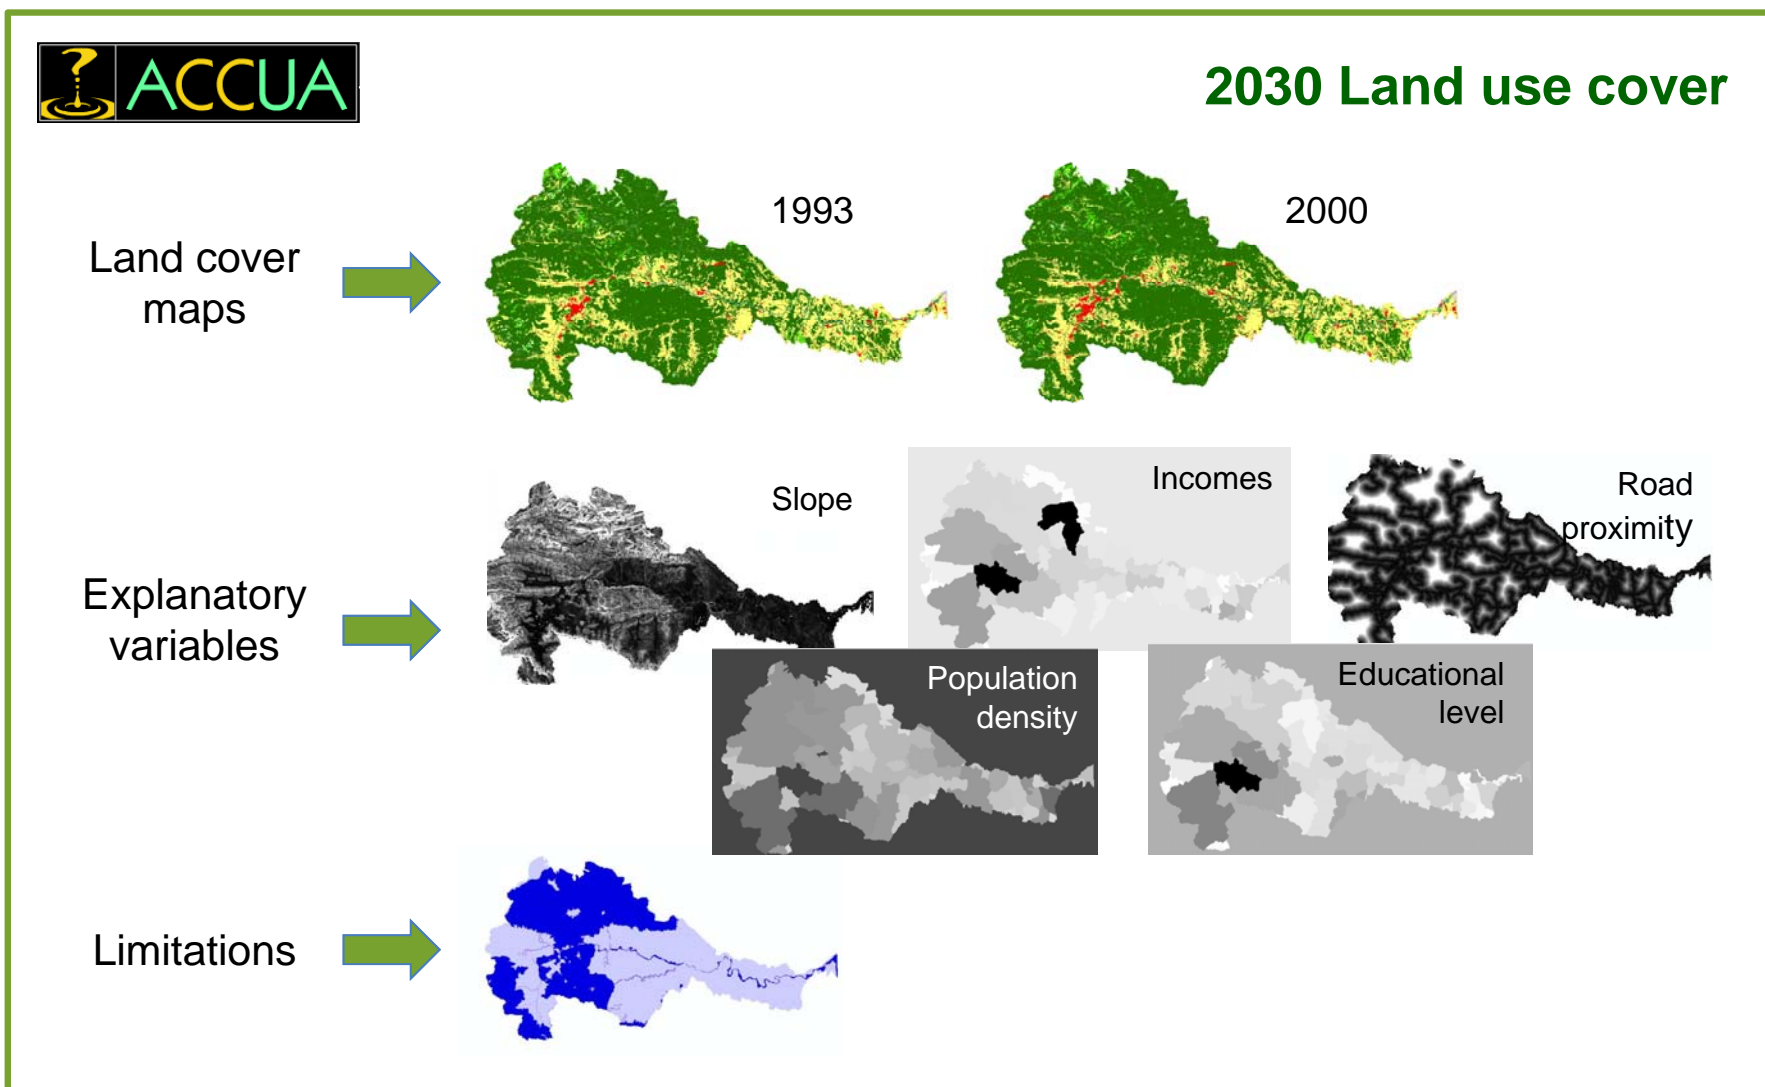 ACCUA
2030 Land use cover
Land cover
maps
1993
2000
Explanatory
variables
Slope
Incomes
Road
proximity
Population
density
Educational
level
Limitations